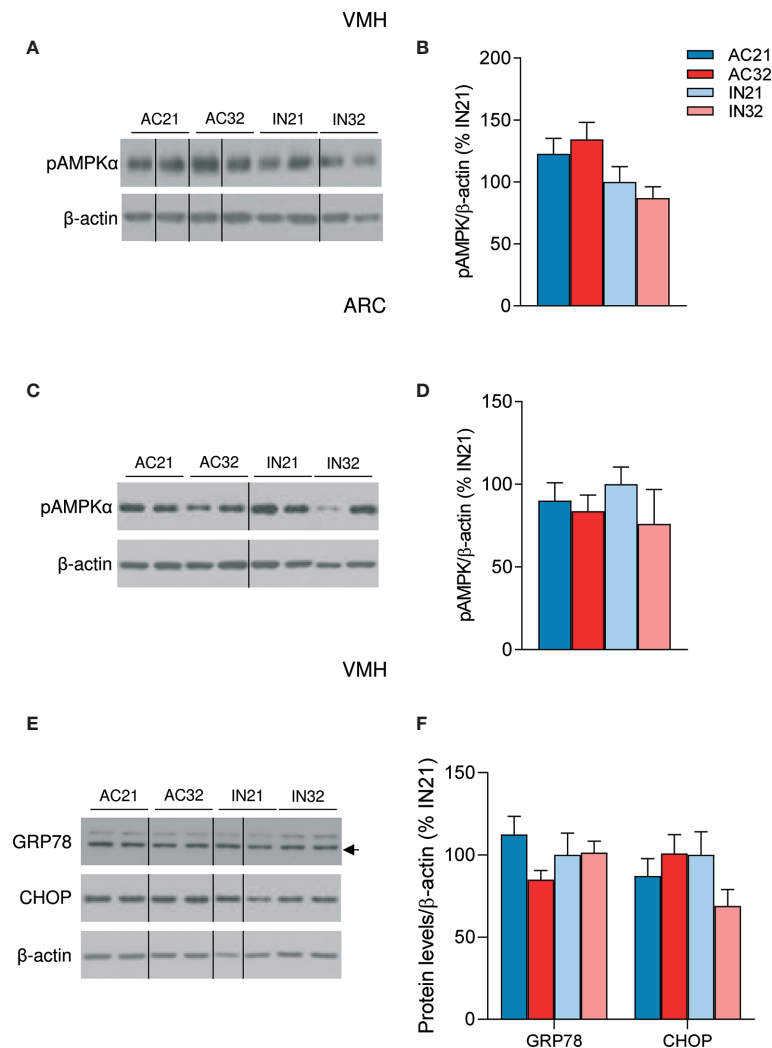 VMH
A
AC21 AC32 IN21 IN32
pAMPKα
β-actin
B
pAMPK/β-actin (% IN21)
200
150
100
50
0
AC21
AC32
IN21
IN32
ARC
C
AC21 AC32 IN21 IN32
pAMPKα
β-actin
D
pAMPK/β-actin (% IN21)
150
100
50
0
VMH
E
AC21 AC32 IN21 IN32
GRP78
CHOP
β-actin
F
Protein levels/β-actin (% IN21)
150
100
50
0
GRP78 CHOP